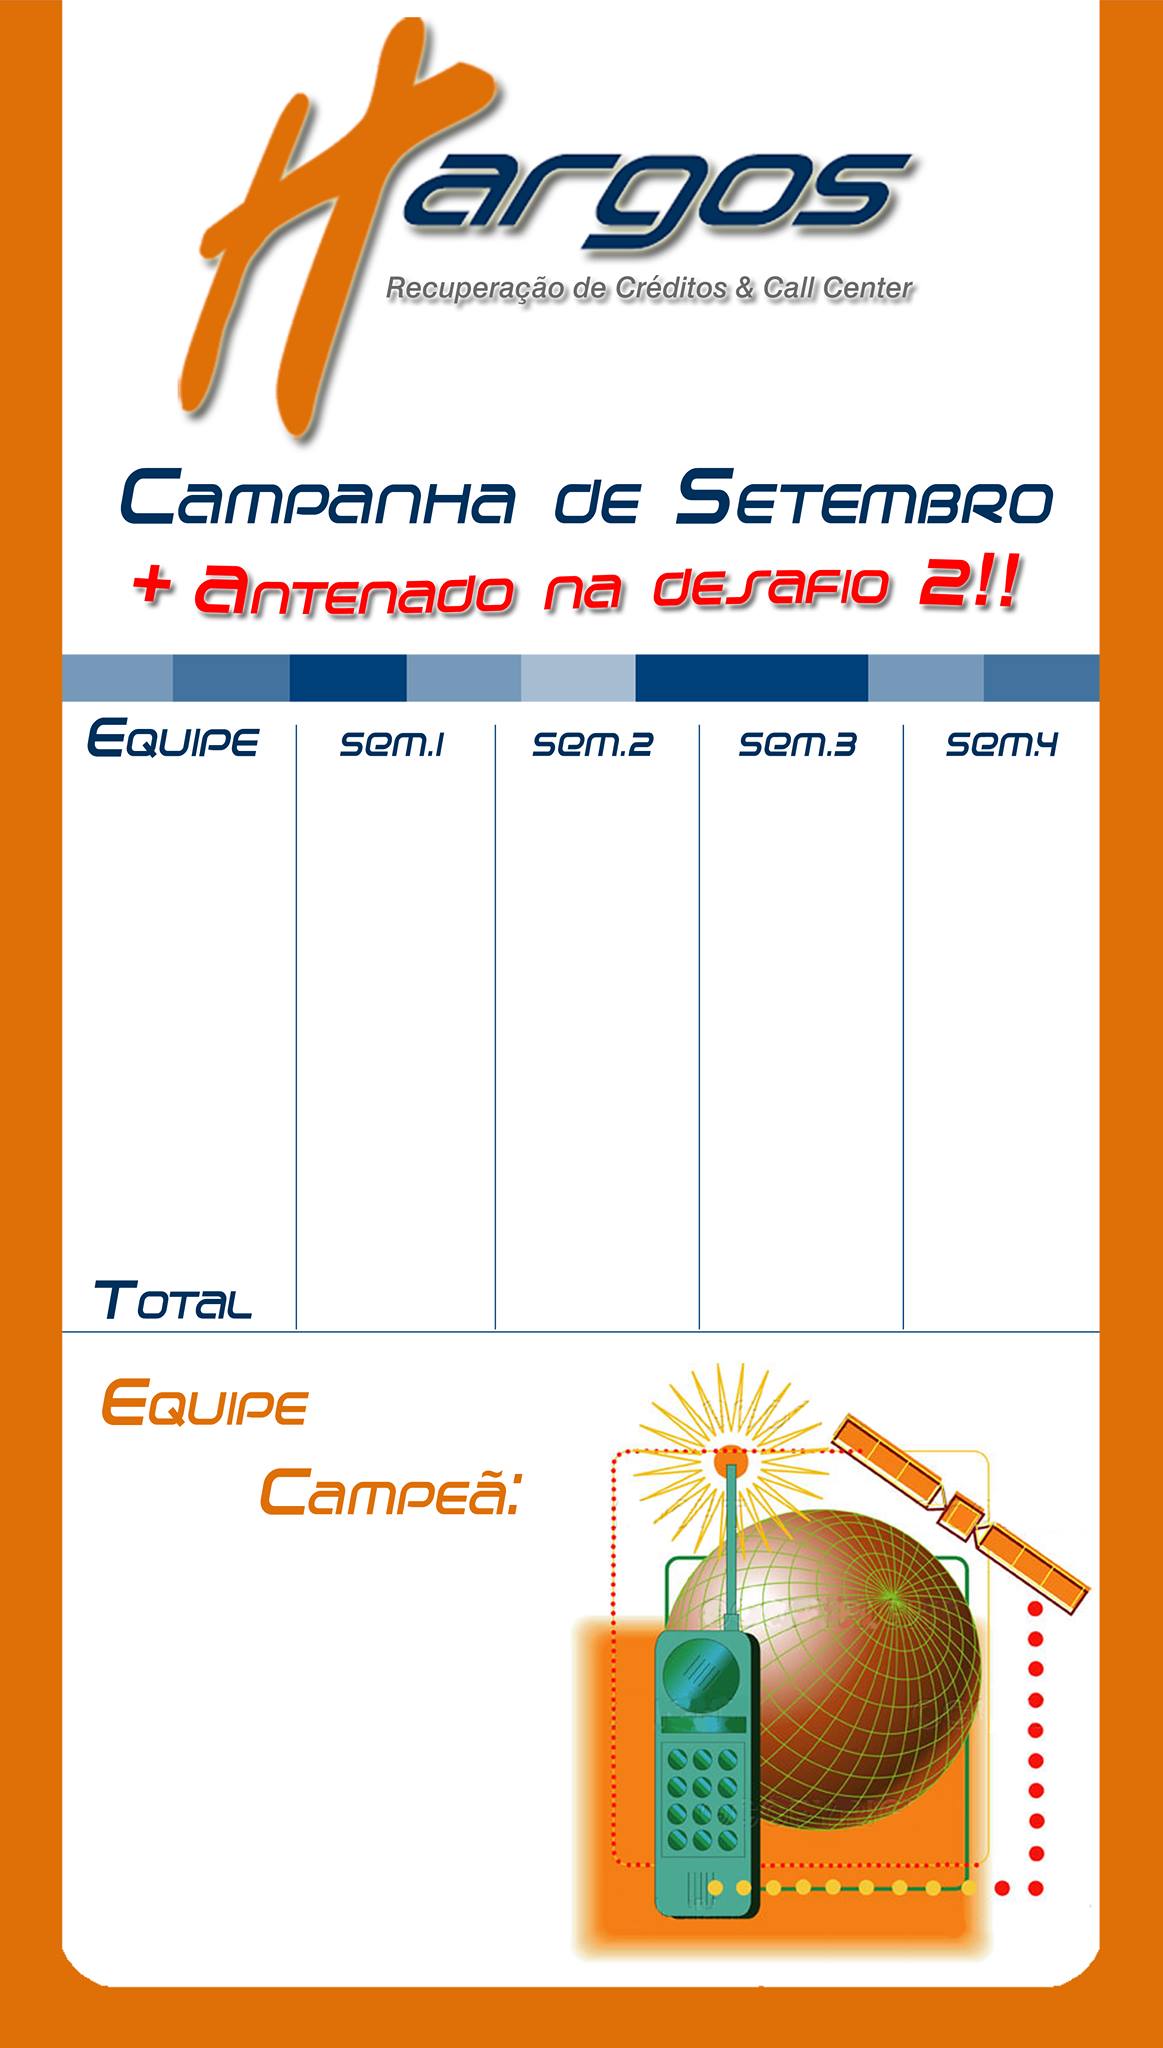 Hargos
Recuperação de Créditos & Call Center
Campanha de Setembro
+ Antenado na desafio 2!!
Equipe sem.1 sem.2 sem.3 sem.4
Total
Equipe
Campeã: